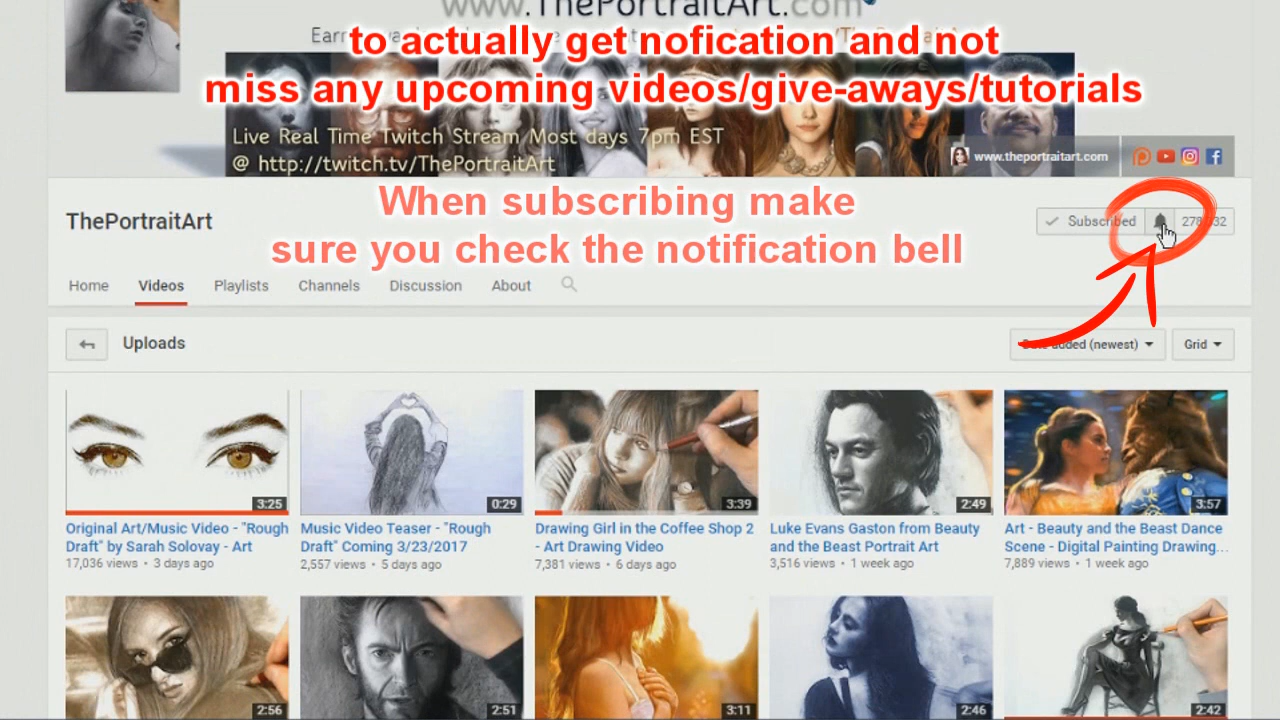 www.ThePortraitArt.com
Earn
to actually get nofication and not
miss any upcoming videos/give-aways/tutorials
Live Real Time Twitch Stream Most days 7pm EST
@ http://twitch.tv/ThePortraitArt
www.theportraitart.com
When subscribing make
sure you check the notification bell
ThePortraitArt
Subscribed
Home Videos Playlists Channels Discussion About
Uploads
added (newest) Grid
3:25 0:29 3:39 2:49 3:57
Original Art/Music Video - "Rough
Draft" by Sarah Solovay - Art
17,036 views • 3 days ago
Music Video Teaser - "Rough
Draft" Coming 3/23/2017
2,557 views • 5 days ago
Drawing Girl in the Coffee Shop 2
- Art Drawing Video
7,381 views • 6 days ago
Luke Evans Gaston from Beauty
and the Beast Portrait Art
3,516 views • 1 week ago
Art - Beauty and the Beast Dance
Scene - Digital Painting Drawing...
7,889 views • 1 week ago
2:56 2:51 3:11 2:46 2:42